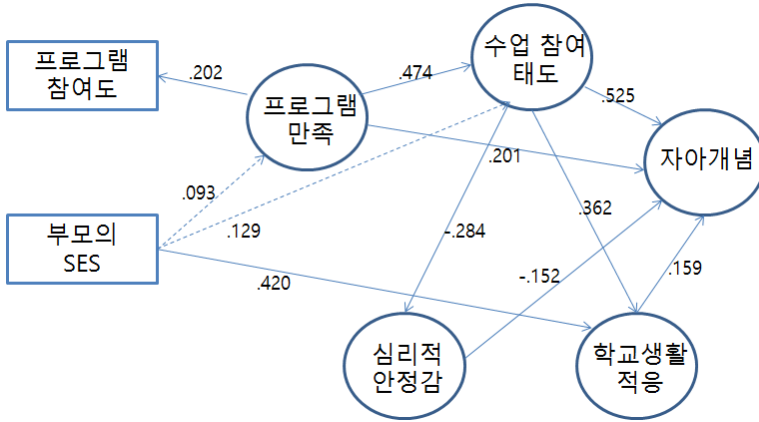 프로그램
참여도
.202
프로그램
만족
.474
수업 참여
태도
.525
자아개념
.201
.093
.129
부모의
SES
-.284
.362
.420
-.152
.159
심리적
안정감
학교생활
적응